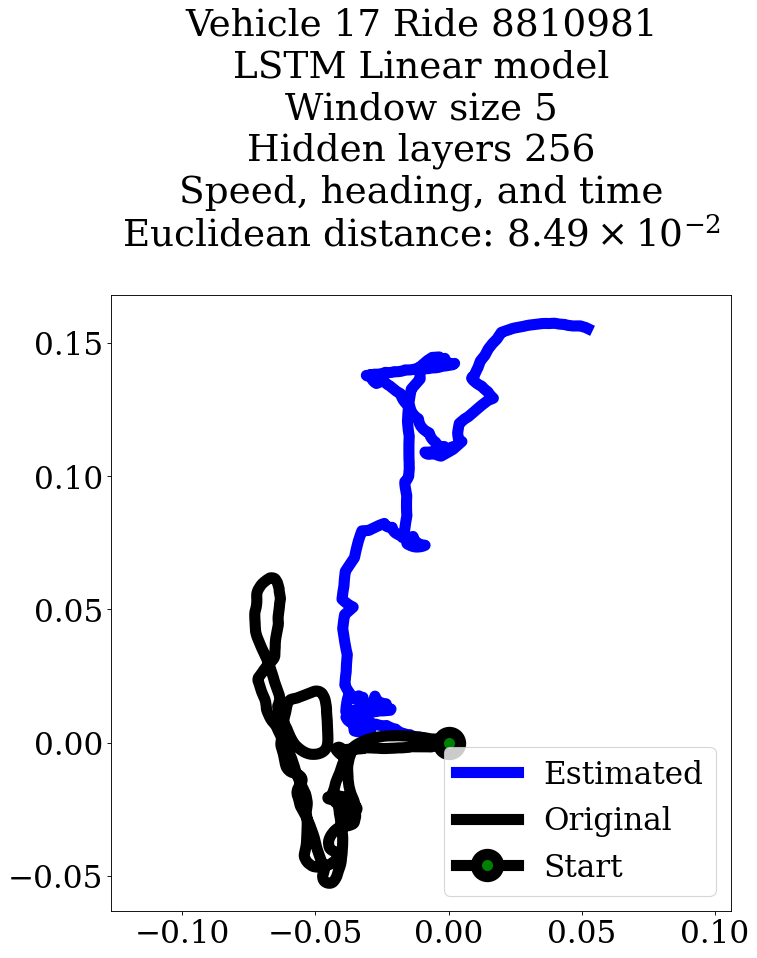 Vehicle 17 Ride 8810981
LSTM Linear model
Window size 5
Hidden layers 256
Speed, heading, and time
Euclidean distance: 8.49 × 10⁻²
0.15
0.10
0.05
0.00
−0.05
Estimated
Original
Start
−0.10
−0.05
0.00
0.05
0.10